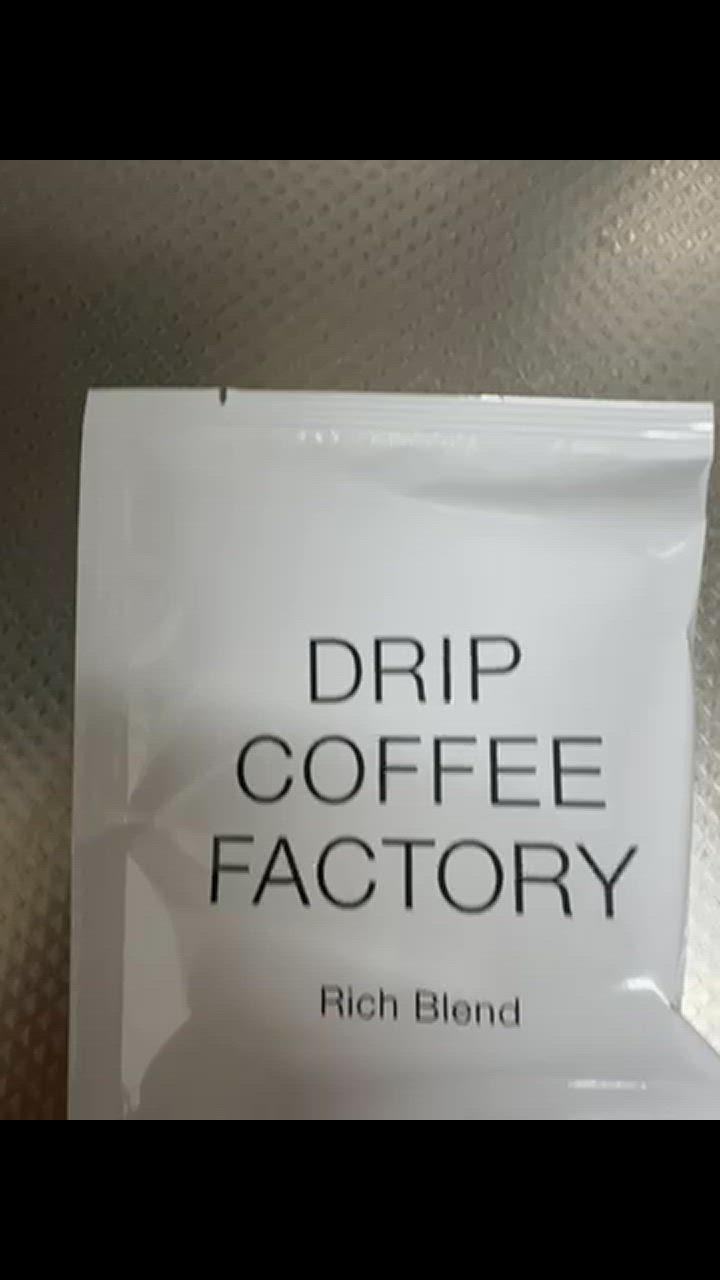 DRIP
COFFEE
FACTORY
Rich Blend